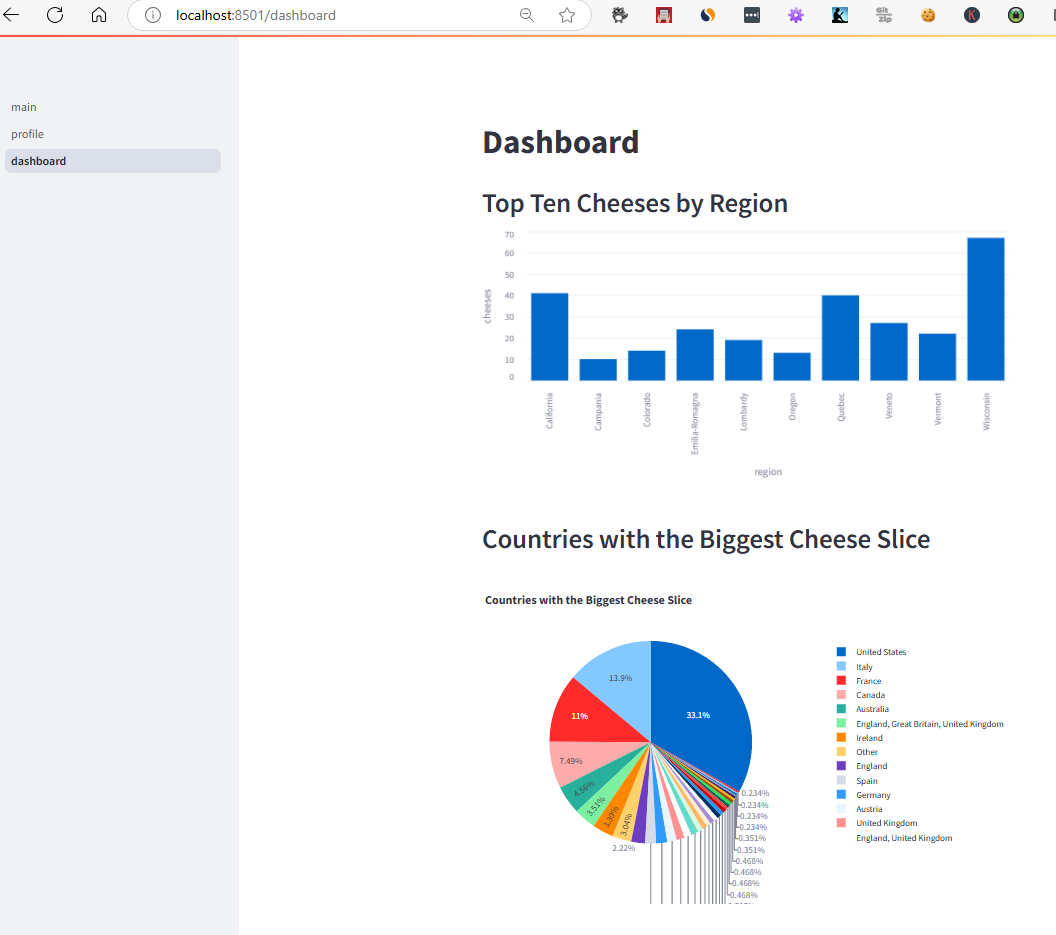 localhost:8501/dashboard
Git
Zip
K
main
profile
dashboard
Dashboard
Top Ten Cheeses by Region
70
60
50
40
30
20
10
0
cheeses
California
Campania
Colorado
Emilia-Romagna
Lombardy
Oregon
Quebec
Veneto
Vermont
Wisconsin
region
Countries with the Biggest Cheese Slice
Countries with the Biggest Cheese Slice
33.1%
13.9%
11%
7.49%
4.56%
3.51%
3.39%
3.04%
2.22%
0.234%
0.234%
0.234%
0.234%
0.351%
0.351%
0.468%
0.468%
0.468%
0.468%
United States
Italy
France
Canada
Australia
England, Great Britain, United Kingdom
Ireland
Other
England
Spain
Germany
Austria
United Kingdom
England, United Kingdom